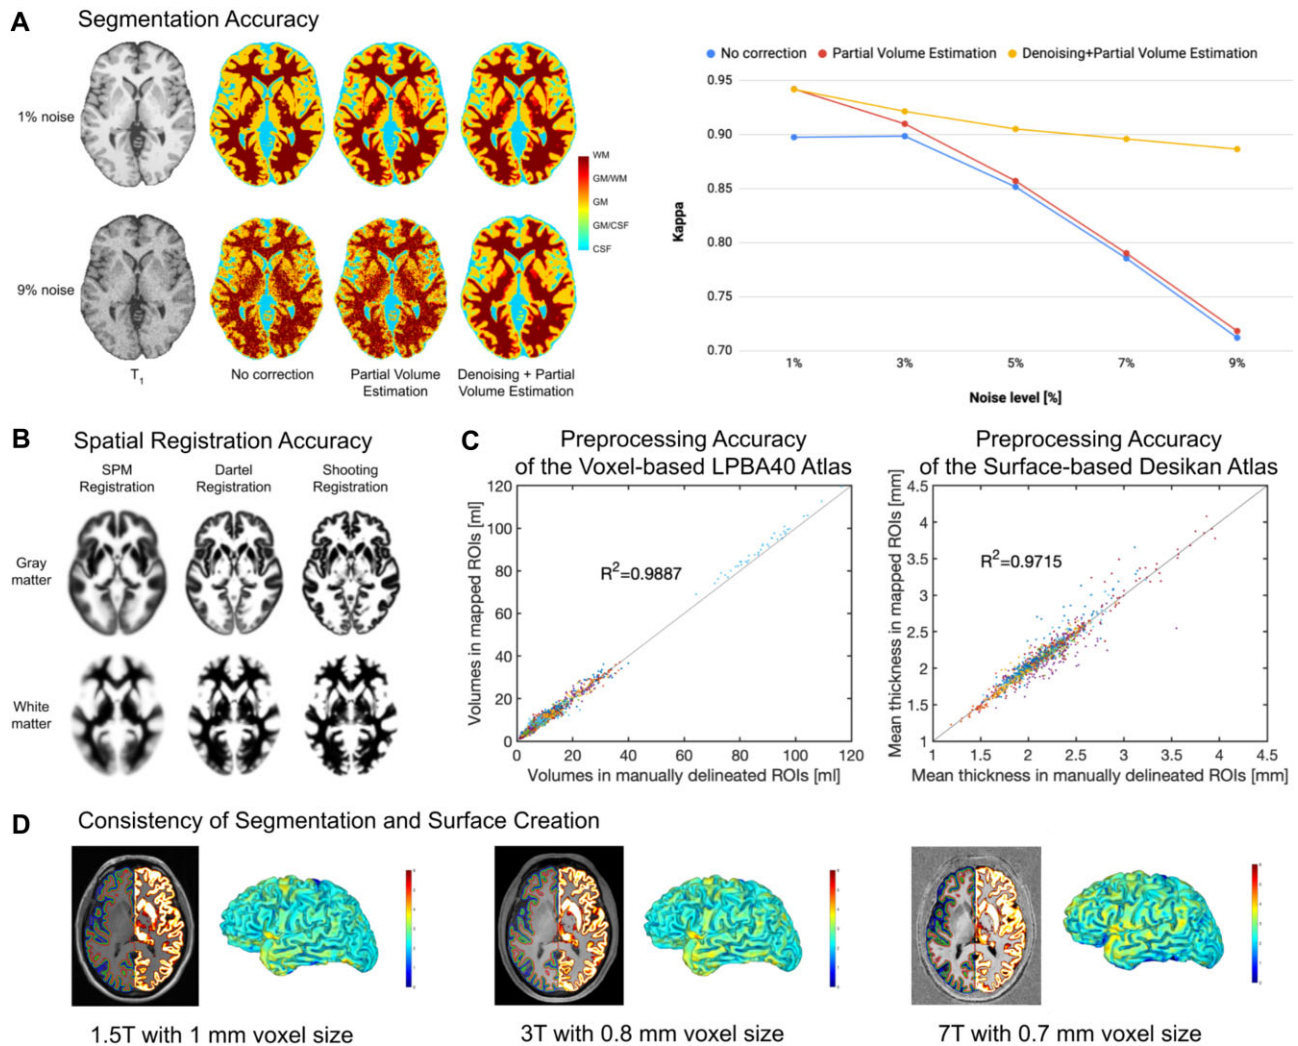 A
Segmentation Accuracy
1% noise
9% noise
WM
GM/WM
GM
GM/CSF
CSF
T1
No correction
Partial Volume
Estimation
Denoising + Partial
Volume Estimation
No correction
Partial Volume Estimation
Denoising+Partial Volume Estimation
Kappa
0.95
0.90
0.85
0.80
0.75
0.70
1%
3%
5%
7%
9%
Noise level [%]
B
Spatial Registration Accuracy
SPM
Registration
Dartel
Registration
Shooting
Registration
Gray
matter
White
matter
C
Preprocessing Accuracy
of the Voxel-based LPBA40 Atlas
Volumes in mapped ROIs [ml]
120
100
80
60
40
20
0
R2=0.9887
0
20
40
60
80
100
120
Volumes in manually delineated ROIs [ml]
Preprocessing Accuracy
of the Surface-based Desikan Atlas
Mean thickness in mapped ROIs [mm]
4.5
4
3.5
3
2.5
2
1.5
1
R2=0.9715
1
1.5
2
2.5
3
3.5
4
4.5
Mean thickness in manually delineated ROIs [mm]
D
Consistency of Segmentation and Surface Creation
1.5T with 1 mm voxel size
3T with 0.8 mm voxel size
7T with 0.7 mm voxel size